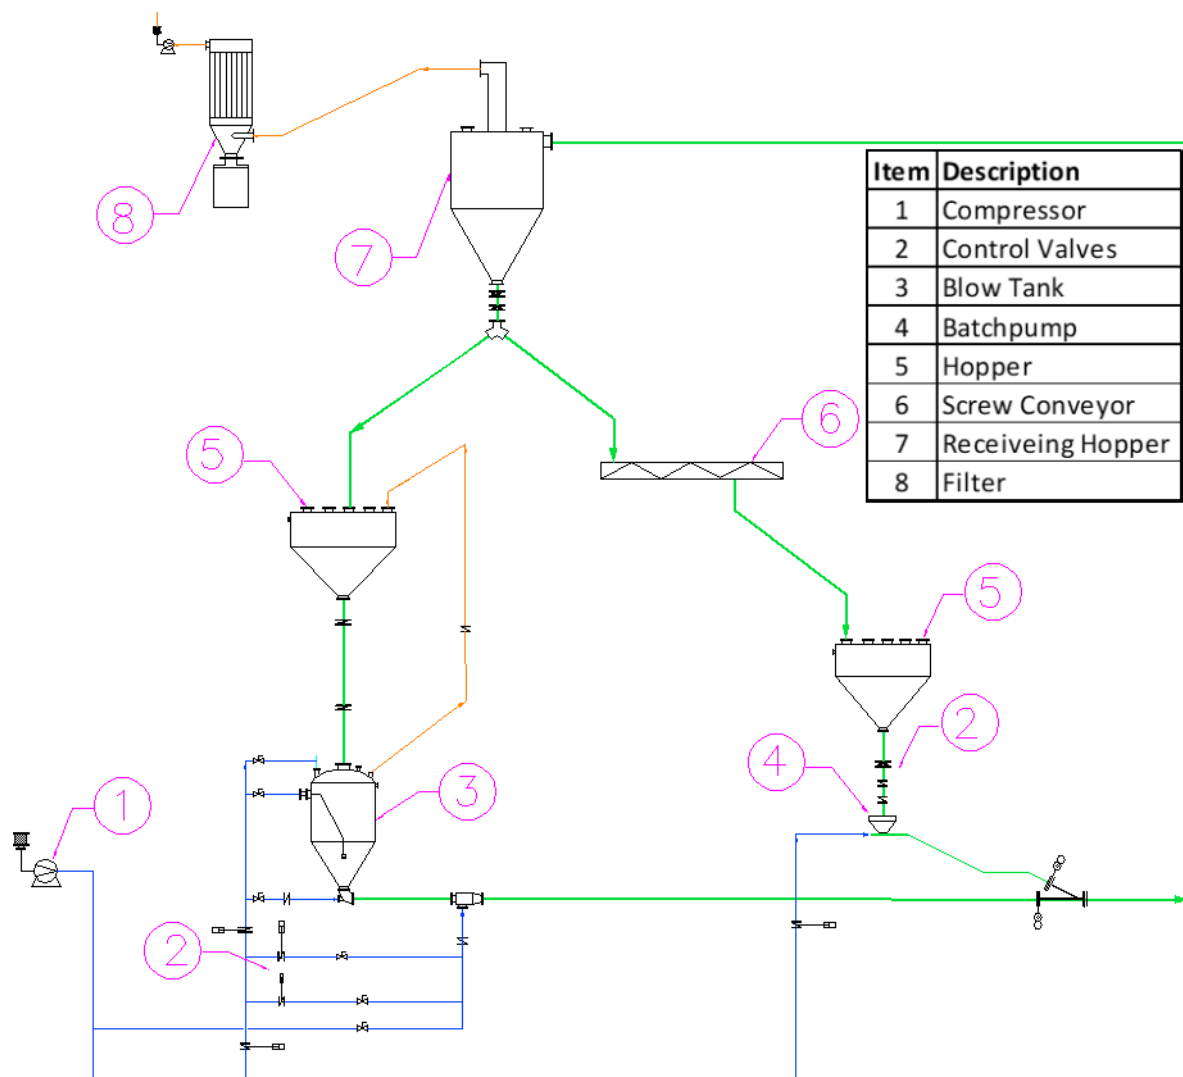 8
7
Item Description
1 Compressor
2 Control Valves
3 Blow Tank
4 Batchpump
5 Hopper
6 Screw Conveyor
7 Receiveing Hopper
8 Filter
6
5
5
2
4
3
1
2